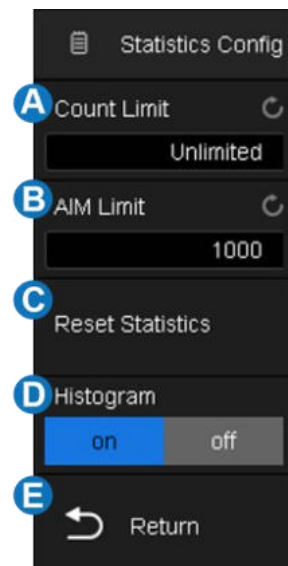 Statistics Config
A
Count Limit
Unlimited
B
AIM Limit
1000
C
Reset Statistics
D
Histogram
on off
E
Return